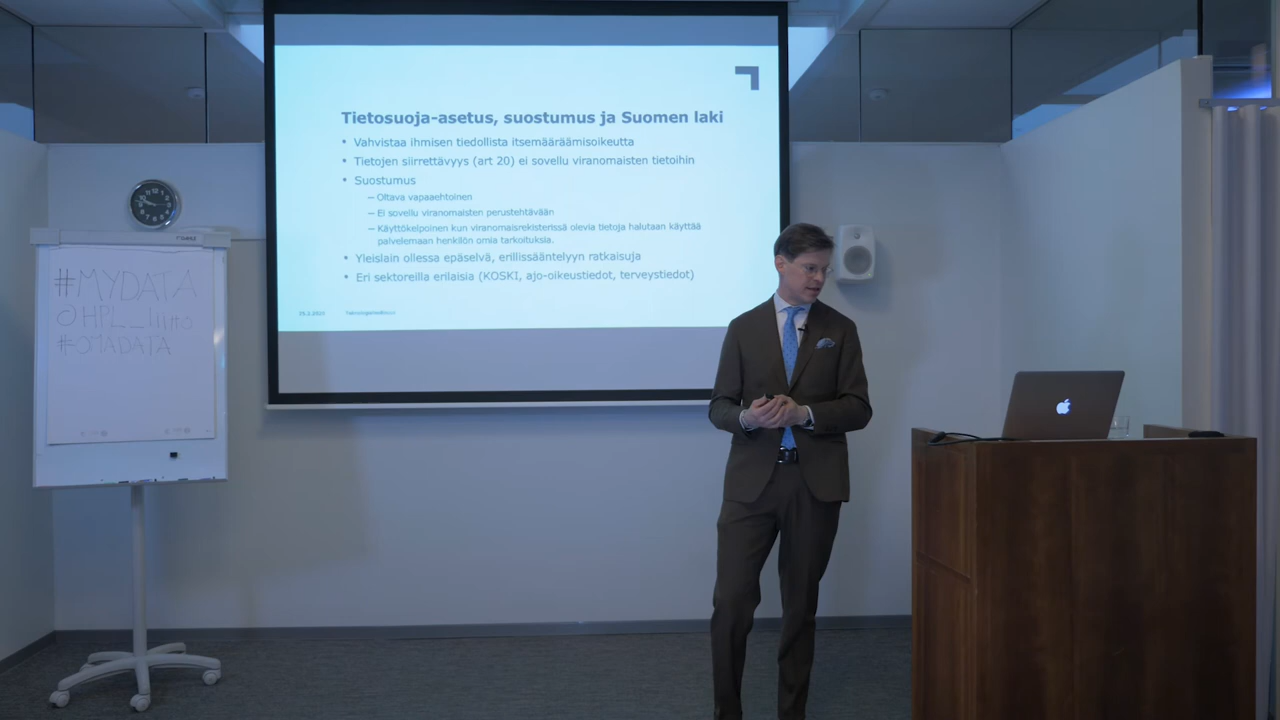 Tietosuoja-asetus, suostumus ja Suomen laki
• Vahvistaa ihmisen tiedollista itsemääräämisoikeutta
• Tietojen siirrettävyys (art 20) ei sovellu viranomaisten tietoihin
• Suostumus
– Oltava vapaaehtoinen
– Ei sovellu viranomaisten perustehtävään
– Käyttökelpoinen kun viranomaisrekisterissä olevia tietoja halutaan käyttää
palvelemaan henkilön omia tarkoituksia.
• Yleislain ollessa epäselvä, erillissääntelyyn ratkaisuja
• Eri sektoreilla erilaisia (KOSKI, ajo-oikeustiedot, terveystiedot)
#MYDATA
@HPL_liitto
#OMADATA